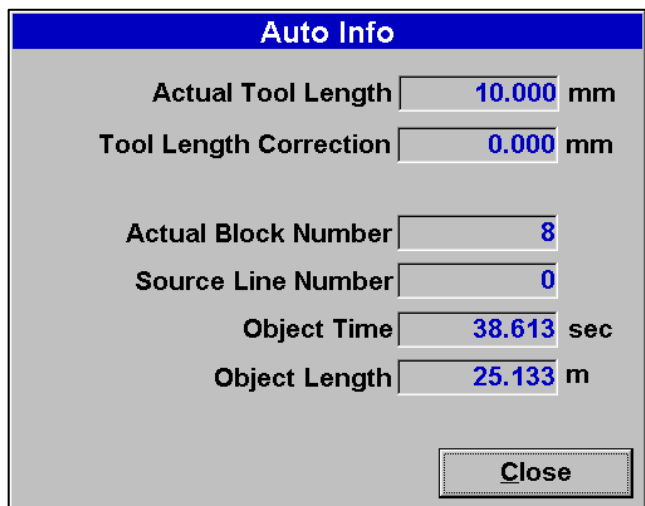 Auto Info
Actual Tool Length 10.000 mm
Tool Length Correction 0.000 mm
Actual Block Number 8
Source Line Number 0
Object Time 38.613 sec
Object Length 25.133 m
Close